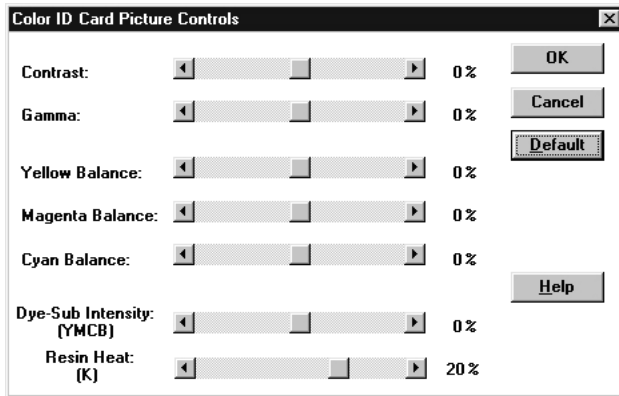 Color ID Card Picture Controls
Contrast: 0%
OK
Gamma: 0%
Cancel
Default
Yellow Balance: 0%
Magenta Balance: 0%
Cyan Balance: 0%
Help
Dye-Sub Intensity:
(YMCB) 0%
Resin Heat:
(K) 20%